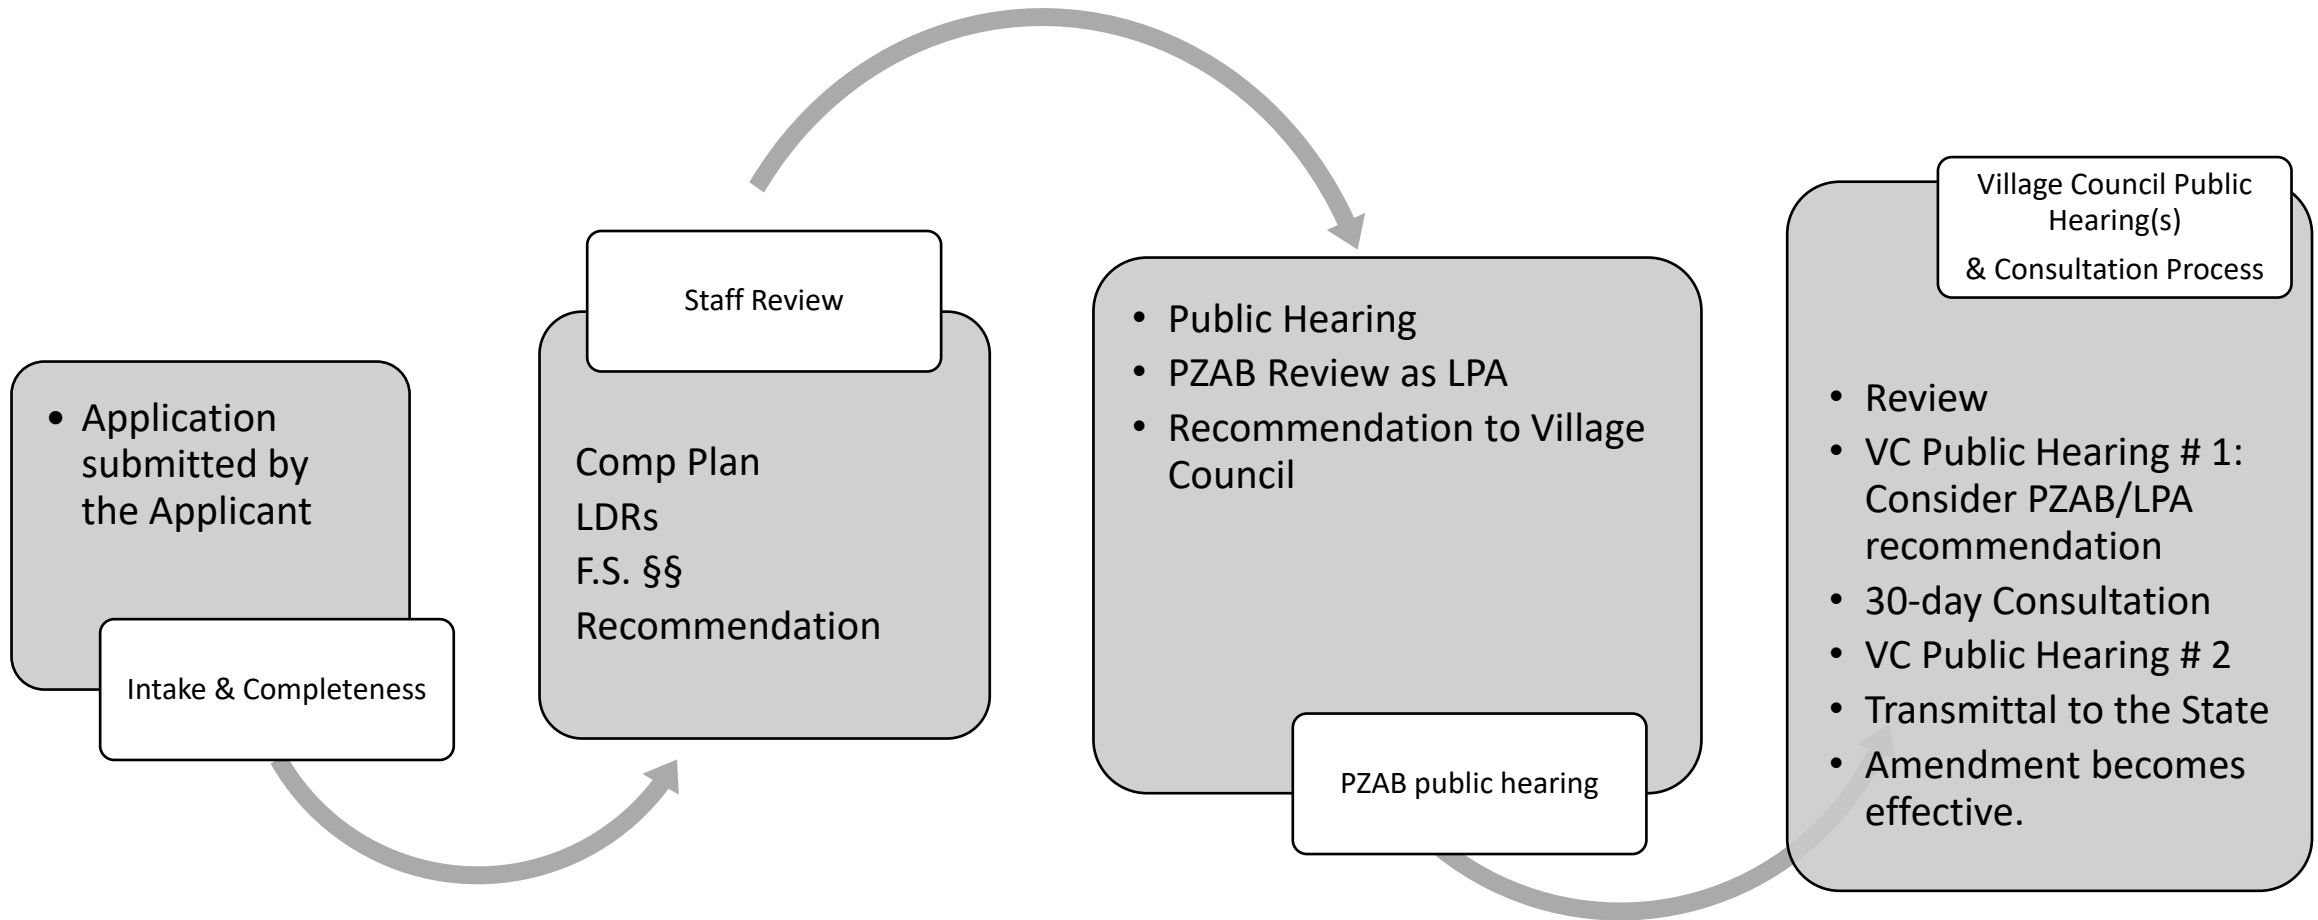 • Application
submitted by
the Applicant
Intake & Completeness
Staff Review
Comp Plan
LDRs
F.S. §§
Recommendation
• Public Hearing
• PZAB Review as LPA
• Recommendation to Village
Council
PZAB public hearing
Village Council Public
Hearing(s)
& Consultation Process
• Review
• VC Public Hearing # 1:
Consider PZAB/LPA
recommendation
• 30-day Consultation
• VC Public Hearing # 2
• Transmittal to the State
• Amendment becomes
effective.